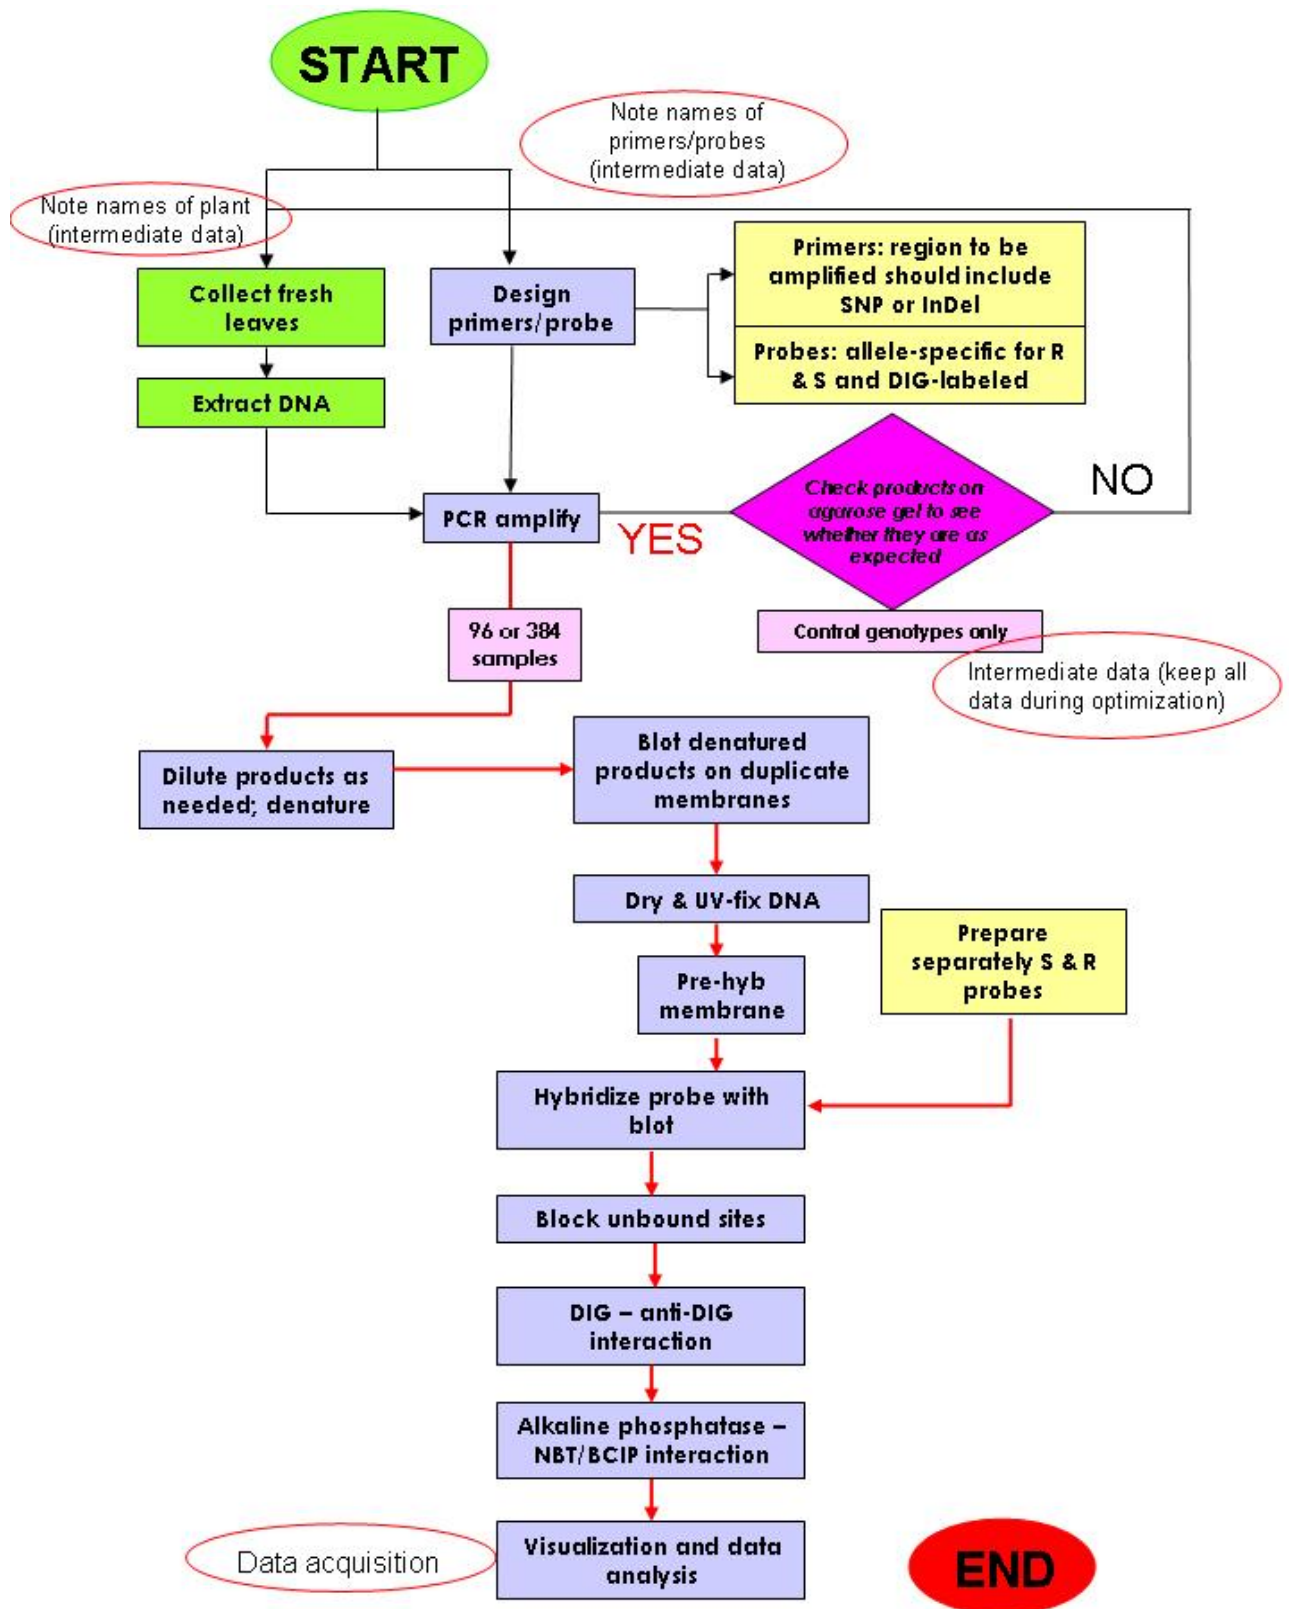 START
Note names of
primers/probes
(intermediate data)
Note names of plant
(intermediate data)
Collect fresh
leaves
Design
primers/probe
Primers: region to be
amplified should include
SNP or InDel
Probes: allele-specific for R
& S and DIG-labeled
Extract DNA
PCR amplify
YES
Check products on
agarose gel to see
whether they are as
expected
NO
96 or 384
samples
Control genotypes only
Intermediate data (keep all
data during optimization)
Dilute products as
needed; denature
Blot denatured
products on duplicate
membranes
Dry & UV-fix DNA
Prepare
separately S & R
probes
Pre-hyb
membrane
Hybridize probe with
blot
Block unbound sites
DIG – anti-DIG
interaction
Alkaline phosphatase –
NBT/BCIP interaction
Data acquisition
Visualization and data
analysis
END